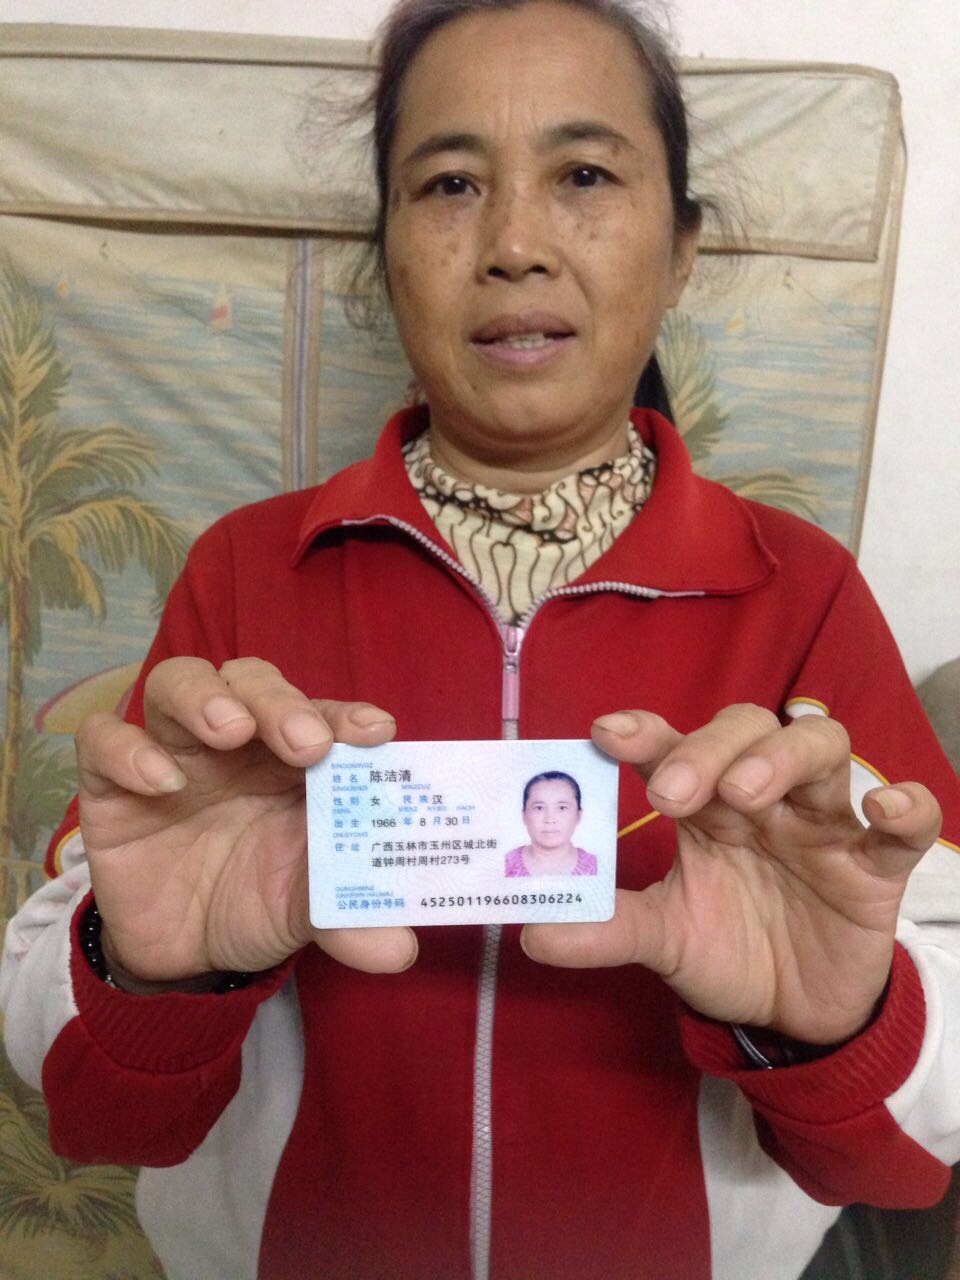 姓名 陈洁清
MINZCUZ
性别 女 民族 汉
出生 1966 年 8 月 30 日
住址 广西玉林市玉州区城北街
道钟周村周村273号
GUNGHMINZ
公民身份号码 452501196608306224